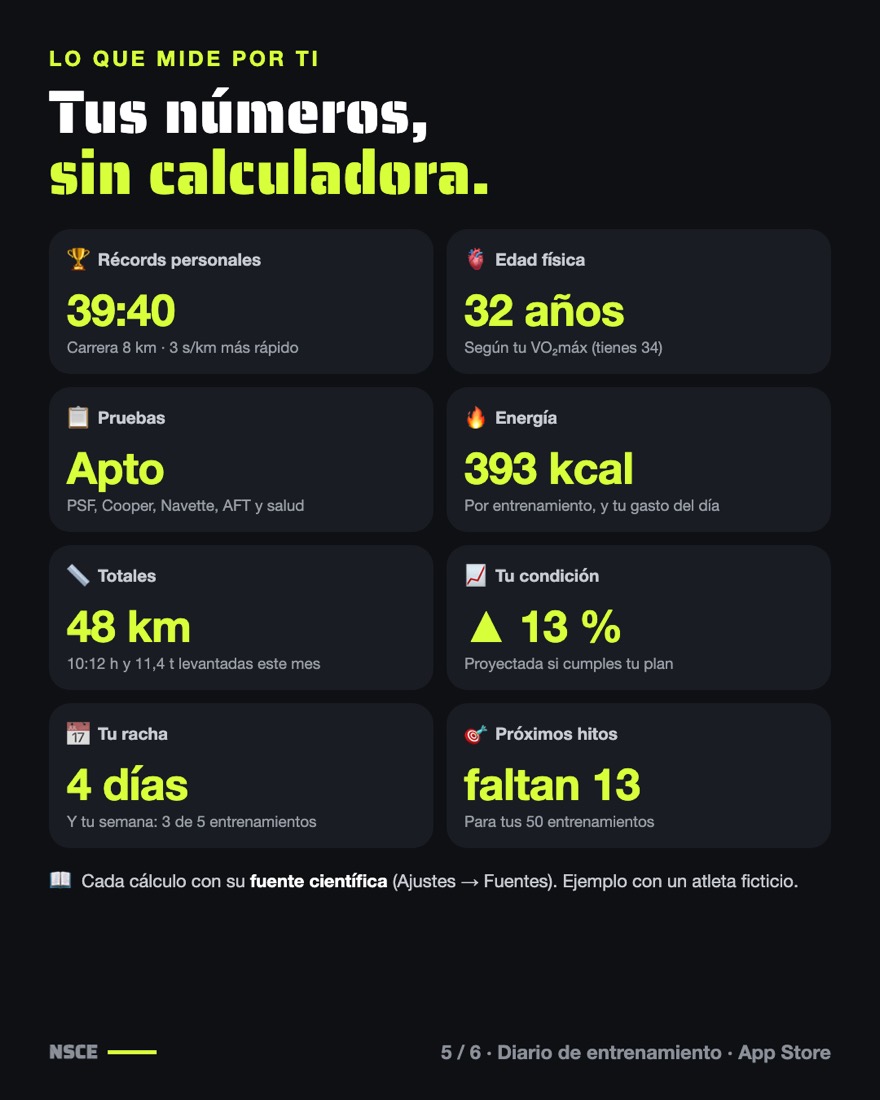 LO QUE MIDE POR TI
Tus números,
sin calculadora.
Récords personales
39:40
Carrera 8 km · 3 s/km más rápido
Edad física
32 años
Según tu VO₂máx (tienes 34)
Pruebas
Apto
PSF, Cooper, Navette, AFT y salud
Energía
393 kcal
Por entrenamiento, y tu gasto del día
Totales
48 km
10:12 h y 11,4 t levantadas este mes
Tu condición
▲ 13 %
Proyectada si cumples tu plan
17
Tu racha
4 días
Y tu semana: 3 de 5 entrenamientos
Próximos hitos
faltan 13
Para tus 50 entrenamientos
Cada cálculo con su fuente científica (Ajustes → Fuentes). Ejemplo con un atleta ficticio.
NSCE
5 / 6 · Diario de entrenamiento · App Store